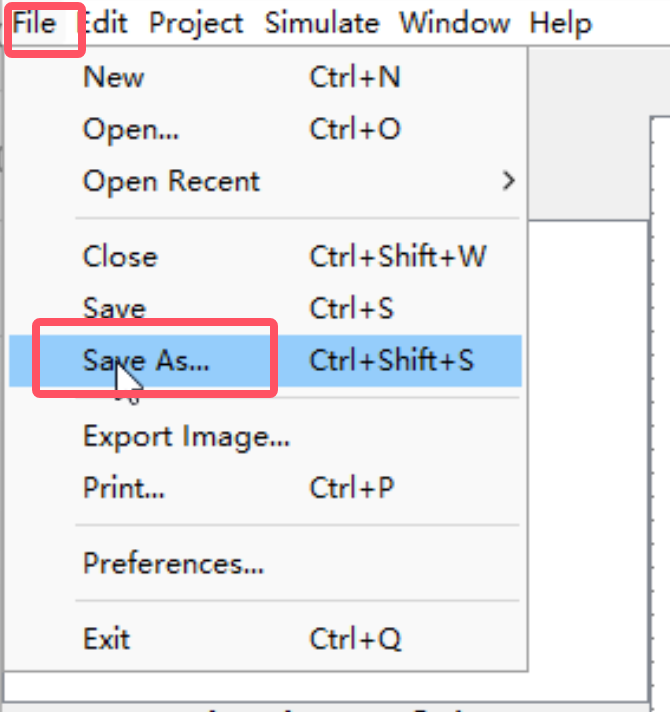 File Edit Project Simulate Window Help
New Ctrl+N
Open... Ctrl+O
Open Recent
Close Ctrl+Shift+W
Save Ctrl+S
Save As... Ctrl+Shift+S
Export Image...
Print... Ctrl+P
Preferences...
Exit Ctrl+Q